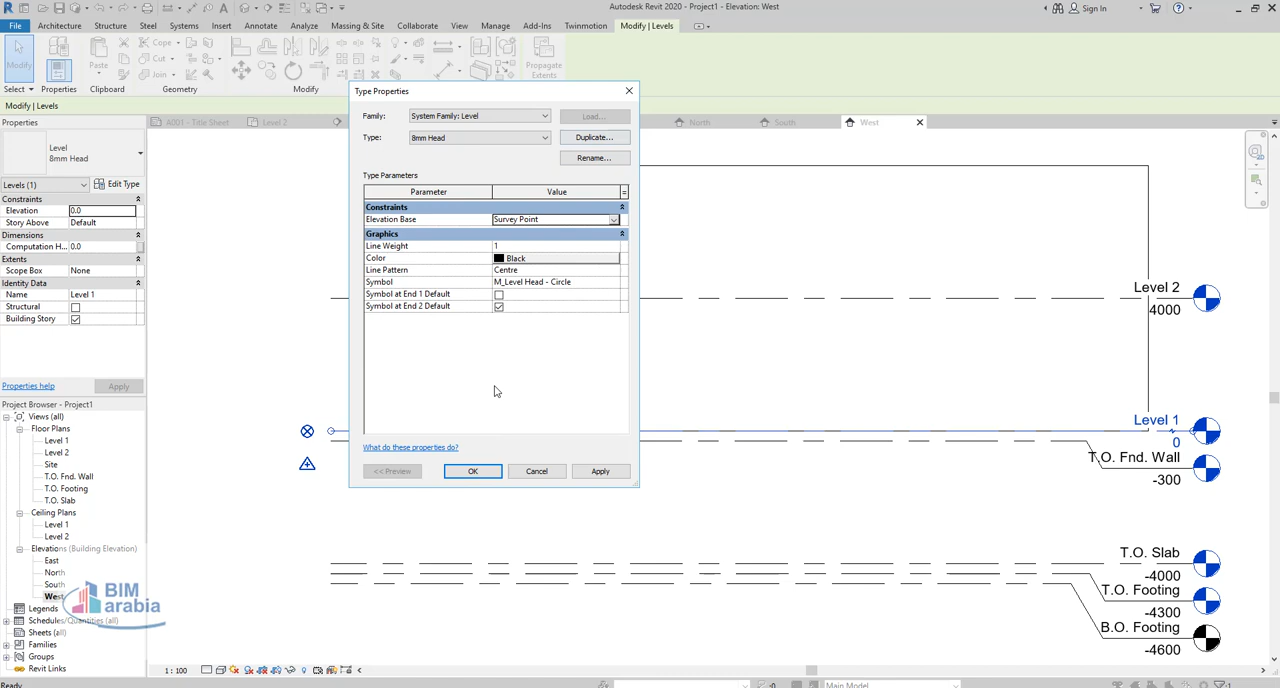 Autodesk Revit 2020 - Project1 - Elevation: West
Sign In
File Architecture Structure Steel Systems Insert Annotate Analyze Massing & Site Collaborate View Manage Add-Ins Twinmotion Modify | Levels
Modify Paste Cope Cut Join Propagate Extents
Select Properties Clipboard Geometry Modify
Modify | Levels
Properties
A001 - Title Sheet Level 2 North South West
Level
8mm Head
Levels (1) Edit Type
Constraints
Elevation 0.0
Story Above Default
Dimensions
Computation H... 0.0
Extents
Scope Box None
Identity Data
Name Level 1
Structural
Building Story
Properties help Apply
Project Browser - Project1
Views (all)
Floor Plans
Level 1
Level 2
Site
T.O. Fnd. Wall
T.O. Footing
T.O. Slab
Ceiling Plans
Level 1
Level 2
Elevations (Building Elevation)
East
North
South
West
Legends
Schedules/Quantities (all)
Sheets (all)
Families
Groups
Revit Links
BIM
arabia
Type Properties
Family: System Family: Level Load...
Type: 8mm Head Duplicate...
Rename...
Type Parameters
Parameter Value =
Constraints
Elevation Base Survey Point
Graphics
Line Weight 1
Color Black
Line Pattern Centre
Symbol M_Level Head - Circle
Symbol at End 1 Default
Symbol at End 2 Default
What do these properties do?
<< Preview OK Cancel Apply
Level 2
4000
Level 1
0
T.O. Fnd. Wall
-300
T.O. Slab
-4000
T.O. Footing
-4300
B.O. Footing
-4600
1 : 100
Ready
:0
Main Model
:1